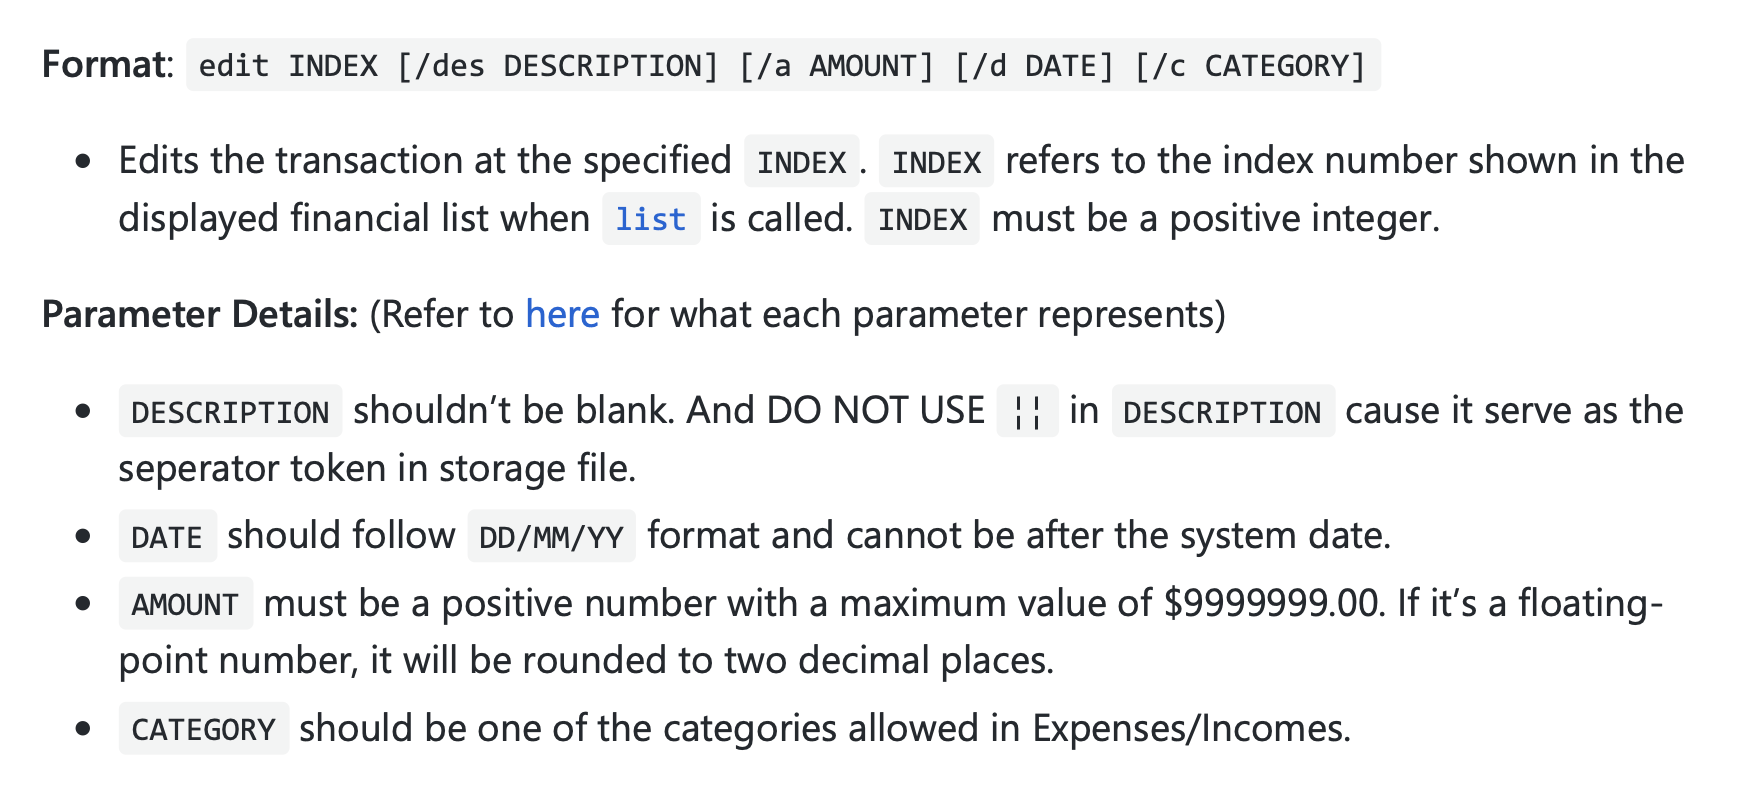 Format: edit INDEX [/des DESCRIPTION] [/a AMOUNT] [/d DATE] [/c CATEGORY]
• Edits the transaction at the specified INDEX. INDEX refers to the index number shown in the
displayed financial list when list is called. INDEX must be a positive integer.
Parameter Details: (Refer to here for what each parameter represents)
• DESCRIPTION shouldn’t be blank. And DO NOT USE ¦¦ in DESCRIPTION cause it serve as the
seperator token in storage file.
• DATE should follow DD/MM/YY format and cannot be after the system date.
• AMOUNT must be a positive number with a maximum value of $9999999.00. If it’s a floating-
point number, it will be rounded to two decimal places.
• CATEGORY should be one of the categories allowed in Expenses/Incomes.